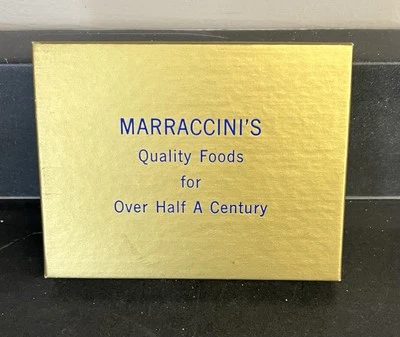 MARRACCINI'S
Quality Foods
for
Over Half A Century